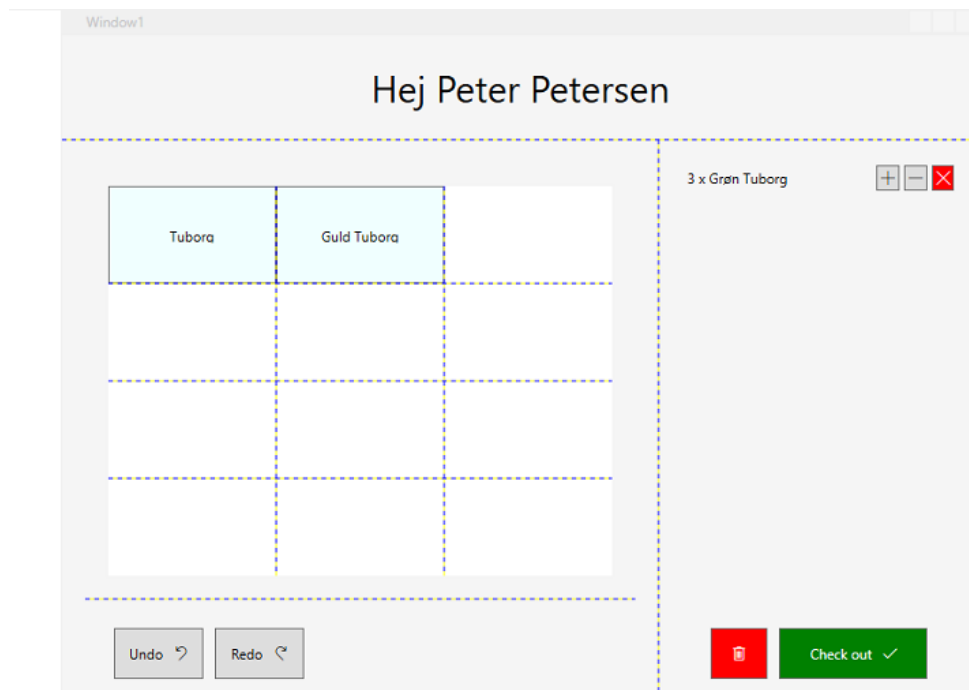 Window1
Hej Peter Petersen
3 x Grøn Tuborg
Tuborg
Guld Tuborg
Undo
Redo
Check out